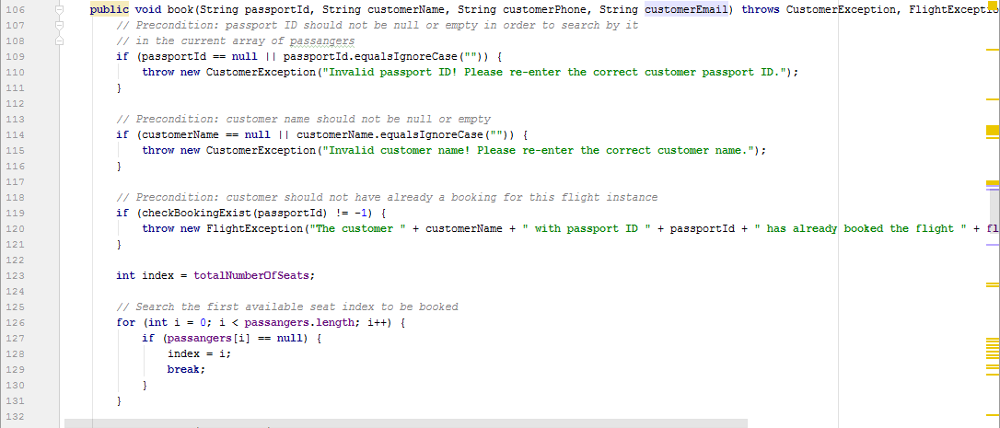 106 public void book(String passportId, String customerName, String customerPhone, String customerEmail) throws CustomerException, FlightExceptio
107 // Precondition: passport ID should not be null or empty in order to search by it
108 // in the current array of passangers
109 if (passportId == null || passportId.equalsIgnoreCase("")) {
110 throw new CustomerException("Invalid passport ID! Please re-enter the correct customer passport ID.");
111 }
112
113 // Precondition: customer name should not be null or empty
114 if (customerName == null || customerName.equalsIgnoreCase("")) {
115 throw new CustomerException("Invalid customer name! Please re-enter the correct customer name.");
116 }
117
118 // Precondition: customer should not have already a booking for this flight instance
119 if (checkBookingExist(passportId) != -1) {
120 throw new FlightException("The customer " + customerName + " with passport ID " + passportId + " has already booked the flight " + fl
121 }
122
123 int index = totalNumberOfSeats;
124
125 // Search the first available seat index to be booked
126 for (int i = 0; i < passangers.length; i++) {
127 if (passangers[i] == null) {
128 index = i;
129 break;
130 }
131 }
132